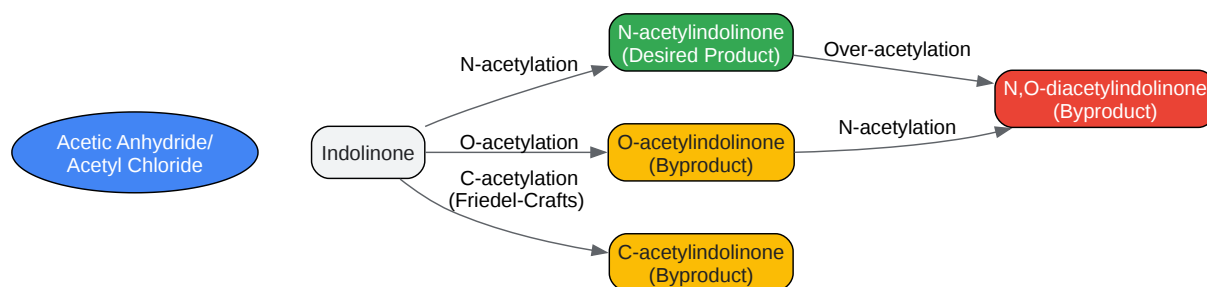 Acetic Anhydride/
Acetyl Chloride
Indolinone
N-acetylation
O-acetylation
C-acetylation
(Friedel-Crafts)
N-acetylindolinone
(Desired Product)
O-acetylindolinone
(Byproduct)
C-acetylindolinone
(Byproduct)
Over-acetylation
N-acetylation
N,O-diacetylindolinone
(Byproduct)